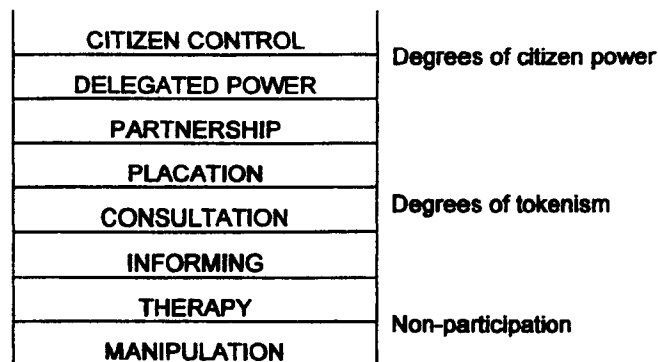 CITIZEN CONTROL
Degrees of citizen power
DELEGATED POWER
PARTNERSHIP
PLACATION
Degrees of tokenism
CONSULTATION
INFORMING
THERAPY
Non-participation
MANIPULATION